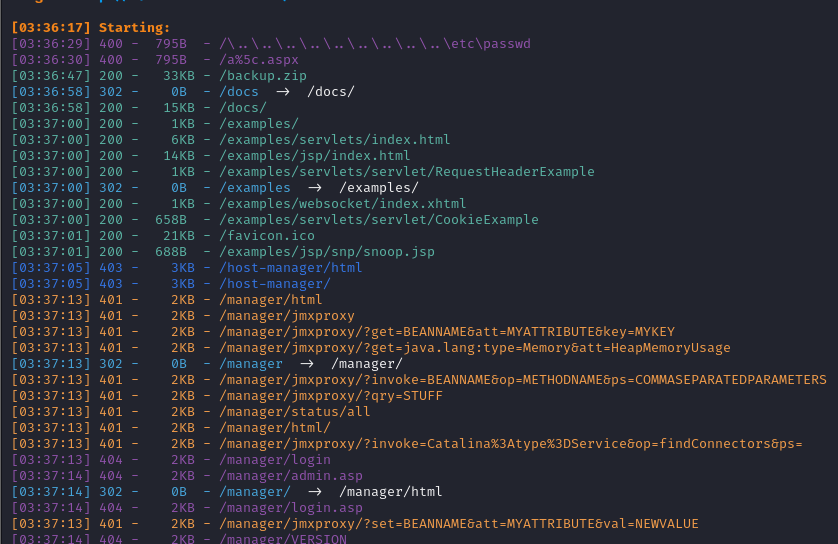 [03:36:17] Starting:
[03:36:29] 400 -  795B  - /\..\..\..\..\..\..\..\..\..\etc\passwd
[03:36:30] 400 -  795B  - /a%5c.aspx
[03:36:47] 200 -   33KB - /backup.zip
[03:36:58] 302 -    0B  - /docs  ->  /docs/
[03:36:58] 200 -   15KB - /docs/
[03:37:00] 200 -    1KB - /examples/
[03:37:00] 200 -    6KB - /examples/servlets/index.html
[03:37:00] 200 -   14KB - /examples/jsp/index.html
[03:37:00] 200 -    1KB - /examples/servlets/servlet/RequestHeaderExample
[03:37:00] 302 -    0B  - /examples  ->  /examples/
[03:37:00] 200 -    1KB - /examples/websocket/index.xhtml
[03:37:00] 200 -  658B  - /examples/servlets/servlet/CookieExample
[03:37:01] 200 -   21KB - /favicon.ico
[03:37:01] 200 -  688B  - /examples/jsp/snp/snoop.jsp
[03:37:05] 403 -    3KB - /host-manager/html
[03:37:05] 403 -    3KB - /host-manager/
[03:37:13] 401 -    2KB - /manager/html
[03:37:13] 401 -    2KB - /manager/jmxproxy
[03:37:13] 401 -    2KB - /manager/jmxproxy/?get=BEANNAME&att=MYATTRIBUTE&key=MYKEY
[03:37:13] 401 -    2KB - /manager/jmxproxy/?get=java.lang:type=Memory&att=HeapMemoryUsage
[03:37:13] 302 -    0B  - /manager  ->  /manager/
[03:37:13] 401 -    2KB - /manager/jmxproxy/?invoke=BEANNAME&op=METHODNAME&ps=COMMASEPARATEDPARAMETERS
[03:37:13] 401 -    2KB - /manager/jmxproxy/?qry=STUFF
[03:37:13] 401 -    2KB - /manager/status/all
[03:37:13] 401 -    2KB - /manager/html/
[03:37:13] 401 -    2KB - /manager/jmxproxy/?invoke=Catalina%3Atype%3DService&op=findConnectors&ps=
[03:37:13] 404 -    2KB - /manager/login
[03:37:14] 404 -    2KB - /manager/admin.asp
[03:37:14] 302 -    0B  - /manager/  ->  /manager/html
[03:37:14] 404 -    2KB - /manager/login.asp
[03:37:13] 401 -    2KB - /manager/jmxproxy/?set=BEANNAME&att=MYATTRIBUTE&val=NEWVALUE
[03:37:14] 404 -    2KB - /manager/VERSION